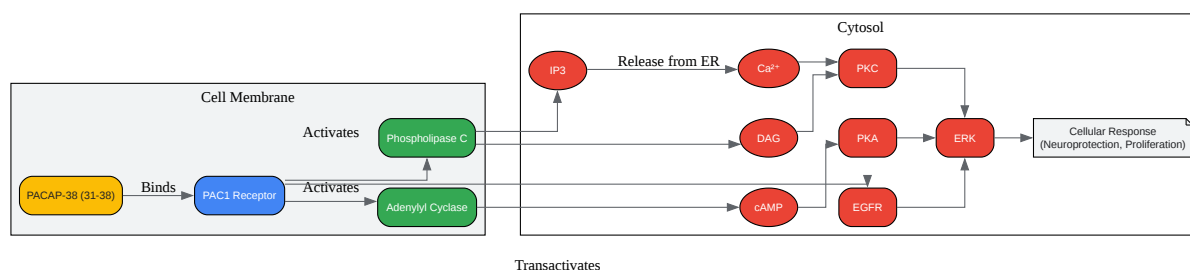 Cytosol
IP3
Release from ER
Ca²⁺
PKC
Cell Membrane
Activates
Phospholipase C
DAG
PKA
ERK
Cellular Response
(Neuroprotection, Proliferation)
PACAP-38 (31-38)
Binds
PAC1 Receptor
Activates
Adenylyl Cyclase
cAMP
EGFR
Transactivates